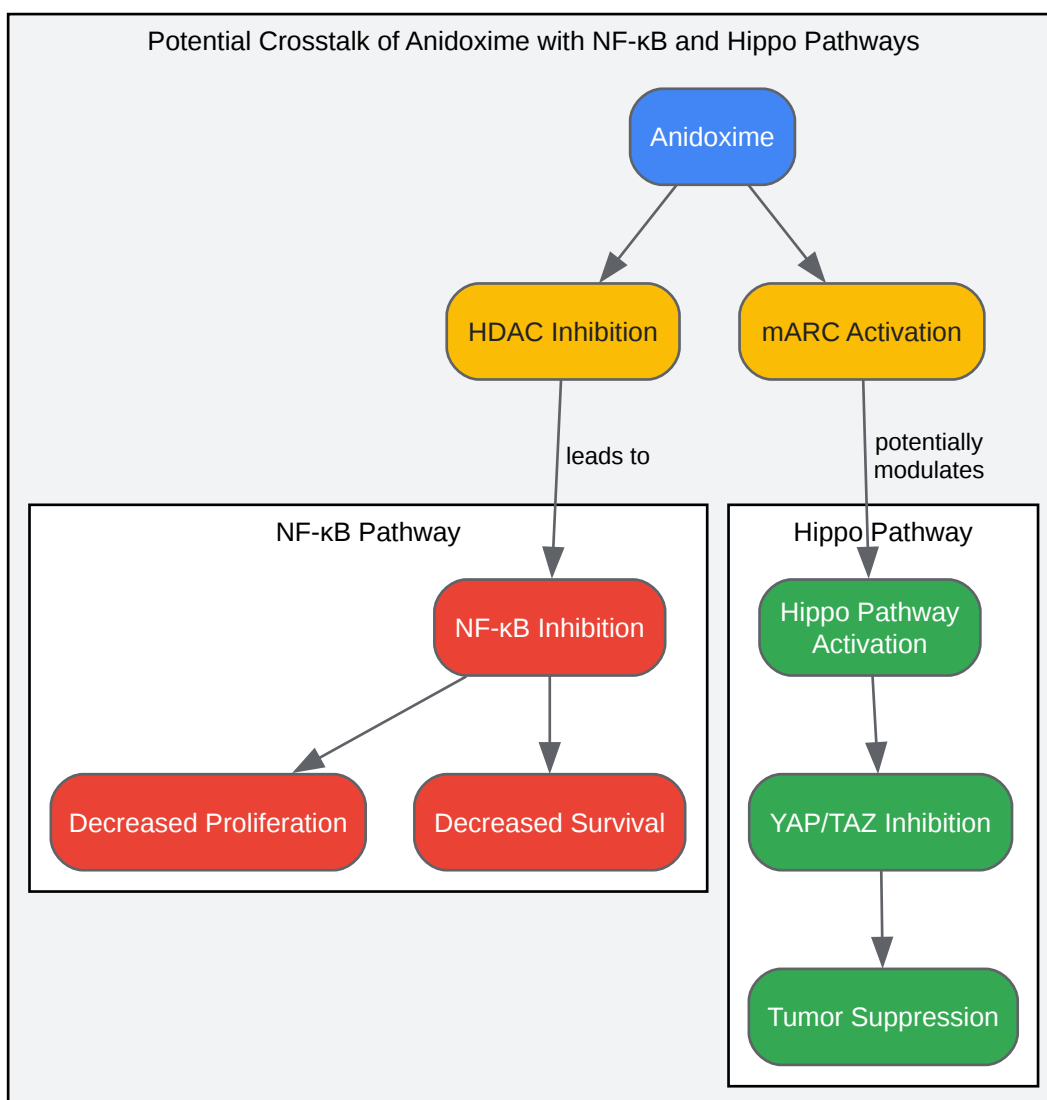 Potential Crosstalk of Anidoxime with NF-κB and Hippo Pathways
Anidoxime
HDAC Inhibition
mARC Activation
leads to
potentially
modulates
NF-κB Pathway
Hippo Pathway
NF-κB Inhibition
Hippo Pathway
Activation
Decreased Proliferation
Decreased Survival
YAP/TAZ Inhibition
Tumor Suppression